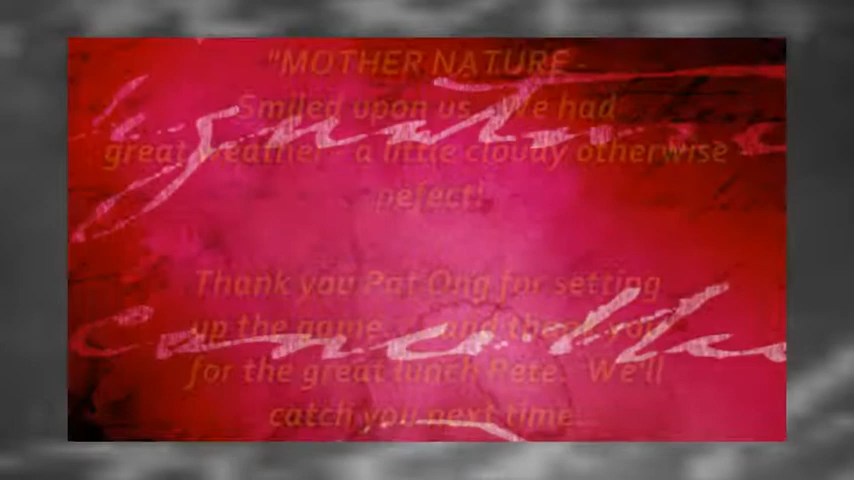 "MOTHER NATURE -
Smiled upon us We had
great weather - a little cloudy otherwise
pefect!
Thank you Pat Ong for setting
up the game and thank you
for the great lunch Pete We'll
catch you next time